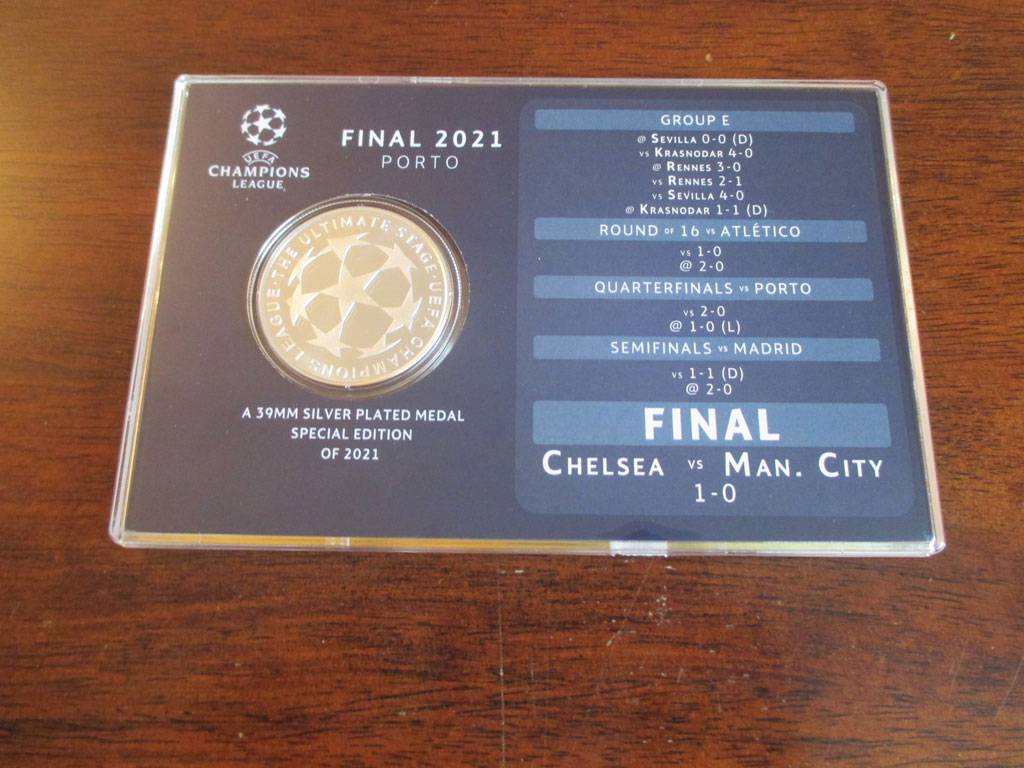 UEFA
CHAMPIONS
LEAGUE
FINAL 2021
PORTO
THE ULTIMATE STAGE · UEFA CHAMPIONS LEAGUE ·
A 39MM SILVER PLATED MEDAL
SPECIAL EDITION
OF 2021
GROUP E
@ SEVILLA 0-0 (D)
vs KRASNODAR 4-0
@ RENNES 3-0
vs RENNES 2-1
vs SEVILLA 4-0
@ KRASNODAR 1-1 (D)
ROUND OF 16 vs ATLÉTICO
vs 1-0
@ 2-0
QUARTERFINALS vs PORTO
vs 2-0
@ 1-0 (L)
SEMIFINALS vs MADRID
vs 1-1 (D)
@ 2-0
FINAL
CHELSEA vs MAN. CITY
1-0